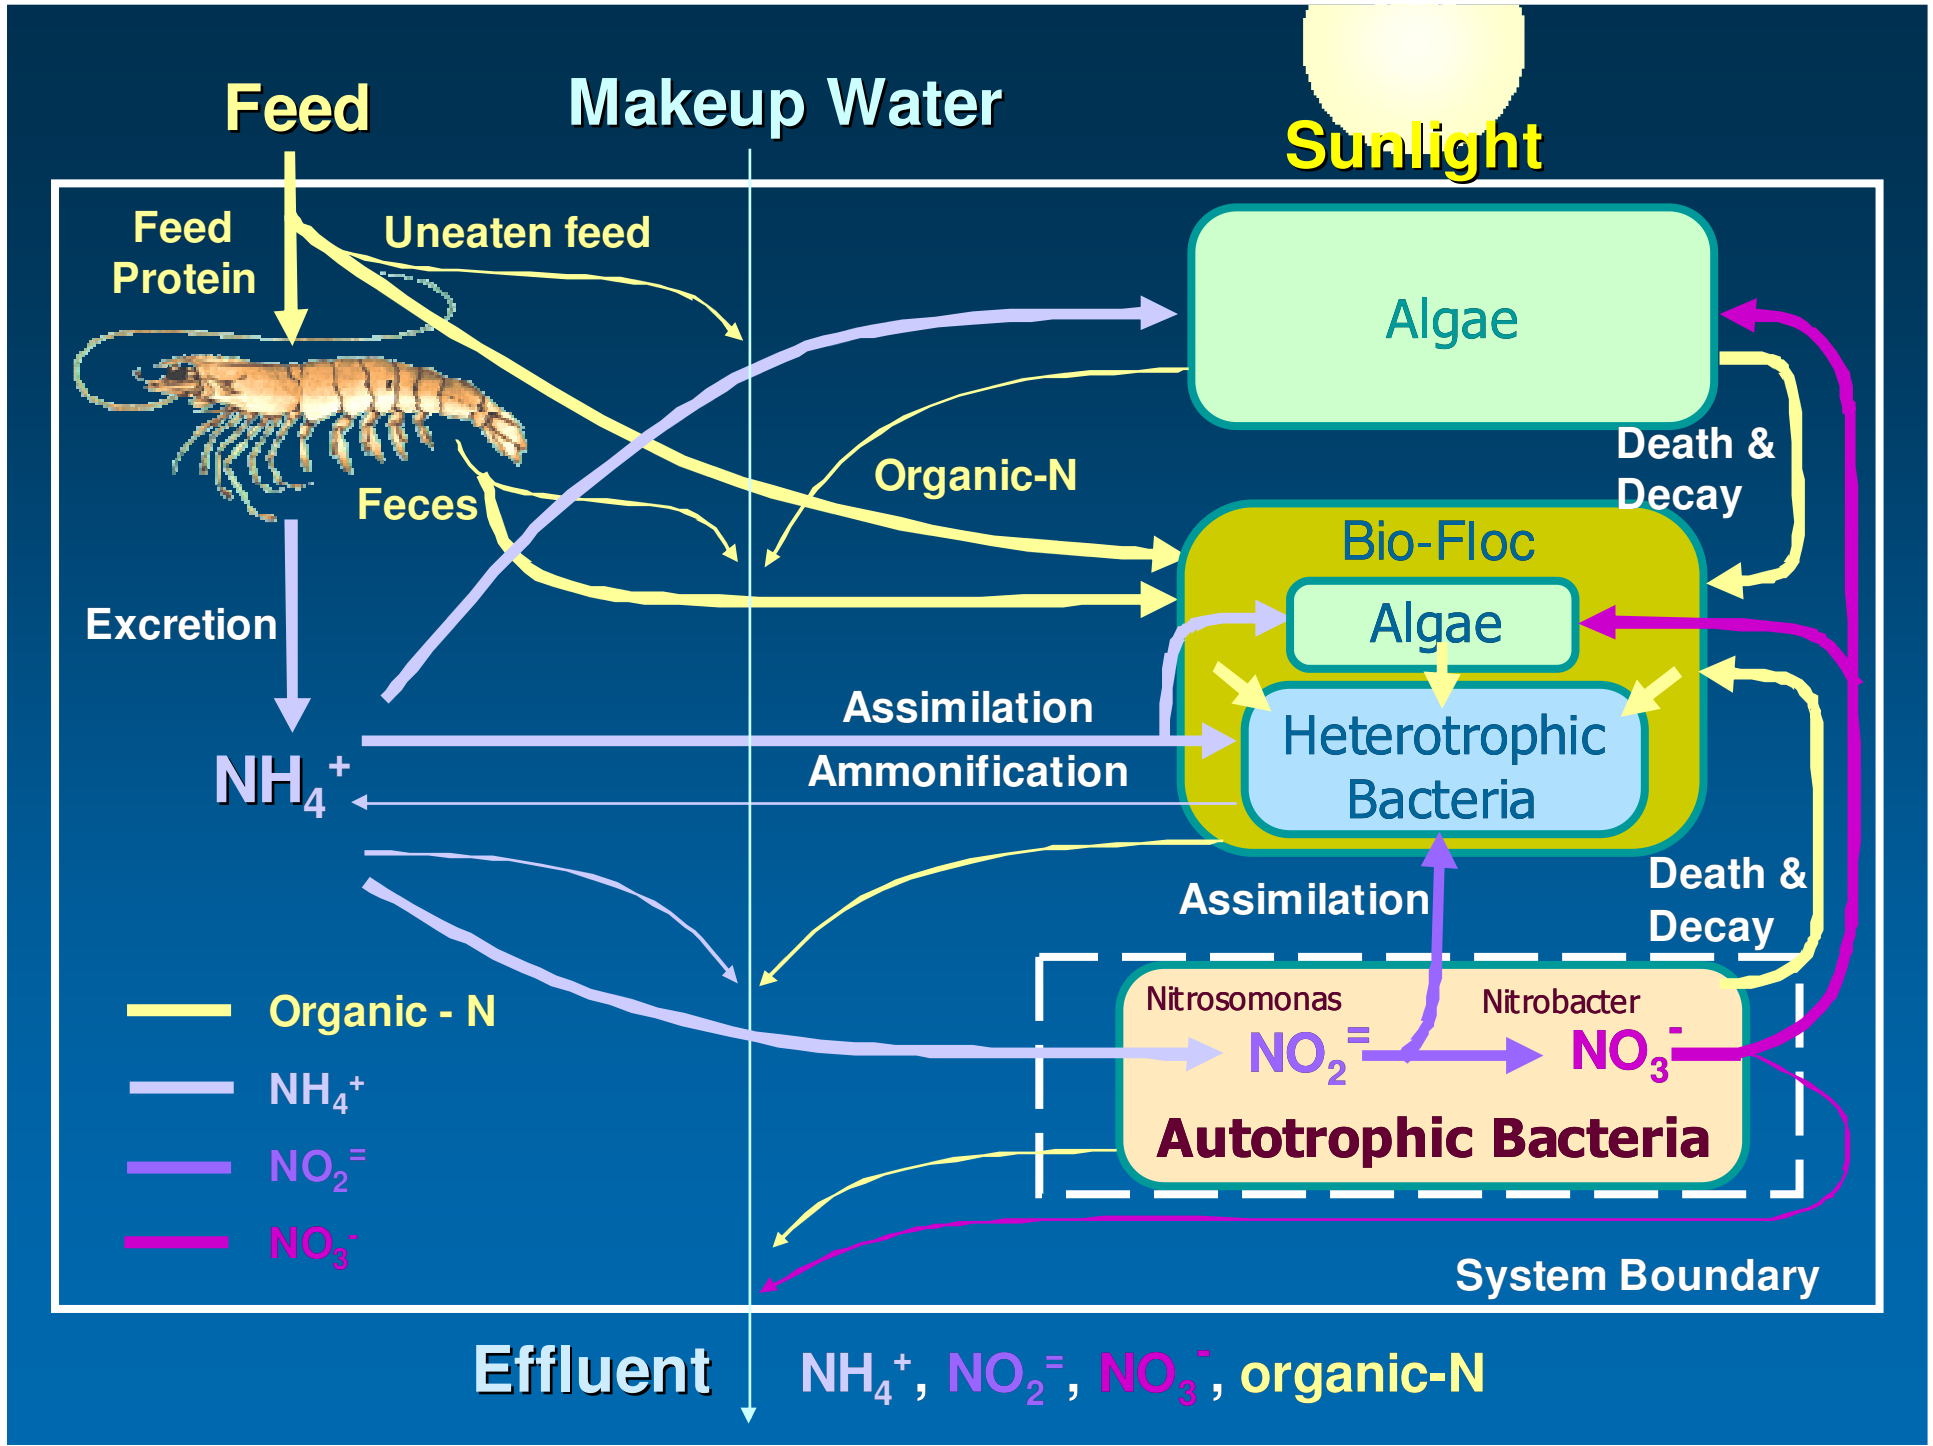 Feed
Makeup Water
Sunlight
Feed
Protein
Uneaten feed
Algae
Death &
Decay
Organic-N
Feces
Bio-Floc
Algae
Excretion
Assimilation
Heterotrophic
Bacteria
Ammonification
NH₄⁺
Assimilation
Death &
Decay
Nitrosomonas
Nitrobacter
NO₂⁼
NO₃⁻
Autotrophic Bacteria
Organic - N
NH₄⁺
NO₂⁼
NO₃⁻
System Boundary
Effluent
NH₄⁺, NO₂⁼, NO₃⁻, organic-N